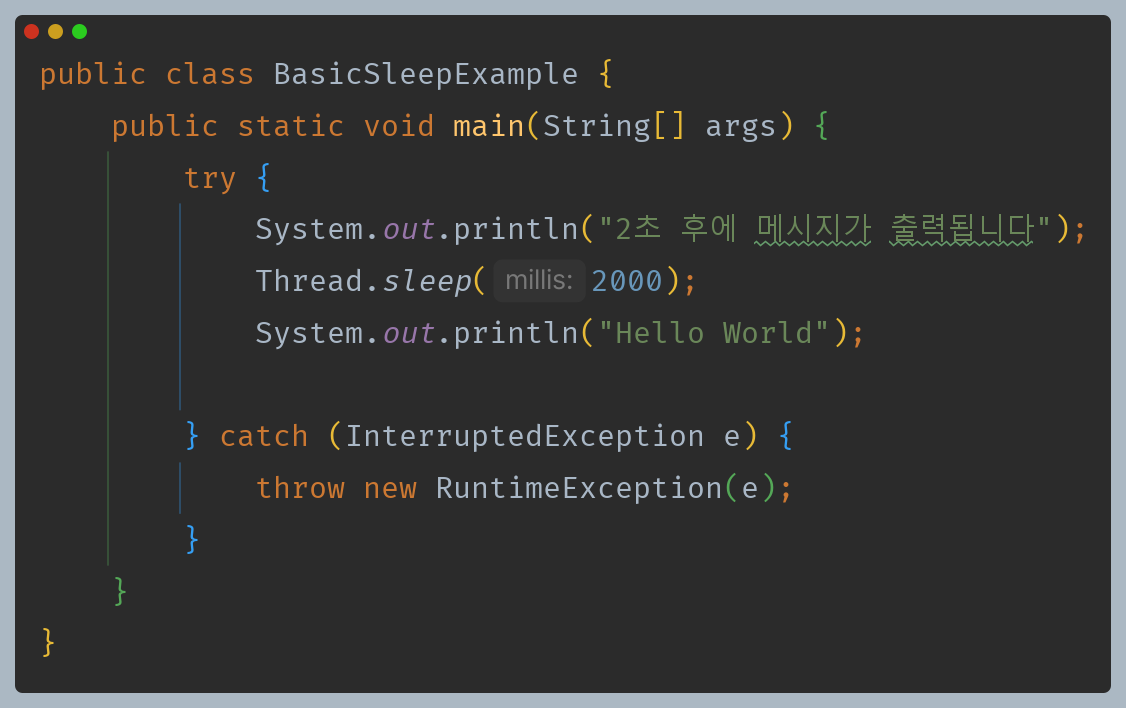 public class BasicSleepExample {
    public static void main(String[] args) {
        try {
            System.out.println("2초 후에 메시지가 출력됩니다");
            Thread.sleep( millis: 2000);
            System.out.println("Hello World");
        } catch (InterruptedException e) {
            throw new RuntimeException(e);
        }
    }
}